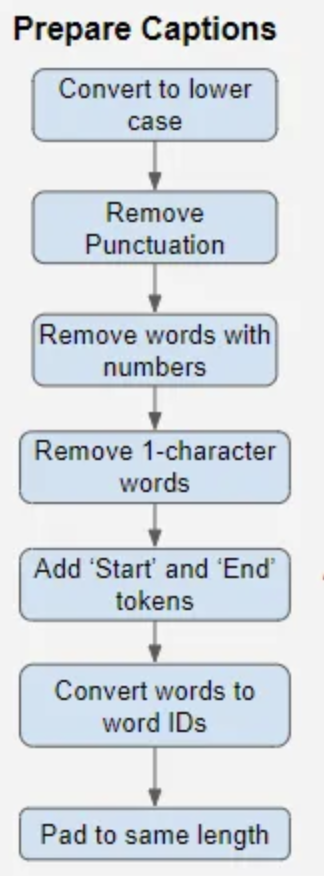 Prepare Captions
Convert to lower
case
Remove
Punctuation
Remove words with
numbers
Remove 1-character
words
Add ‘Start’ and ‘End’
tokens
Convert words to
word IDs
Pad to same length